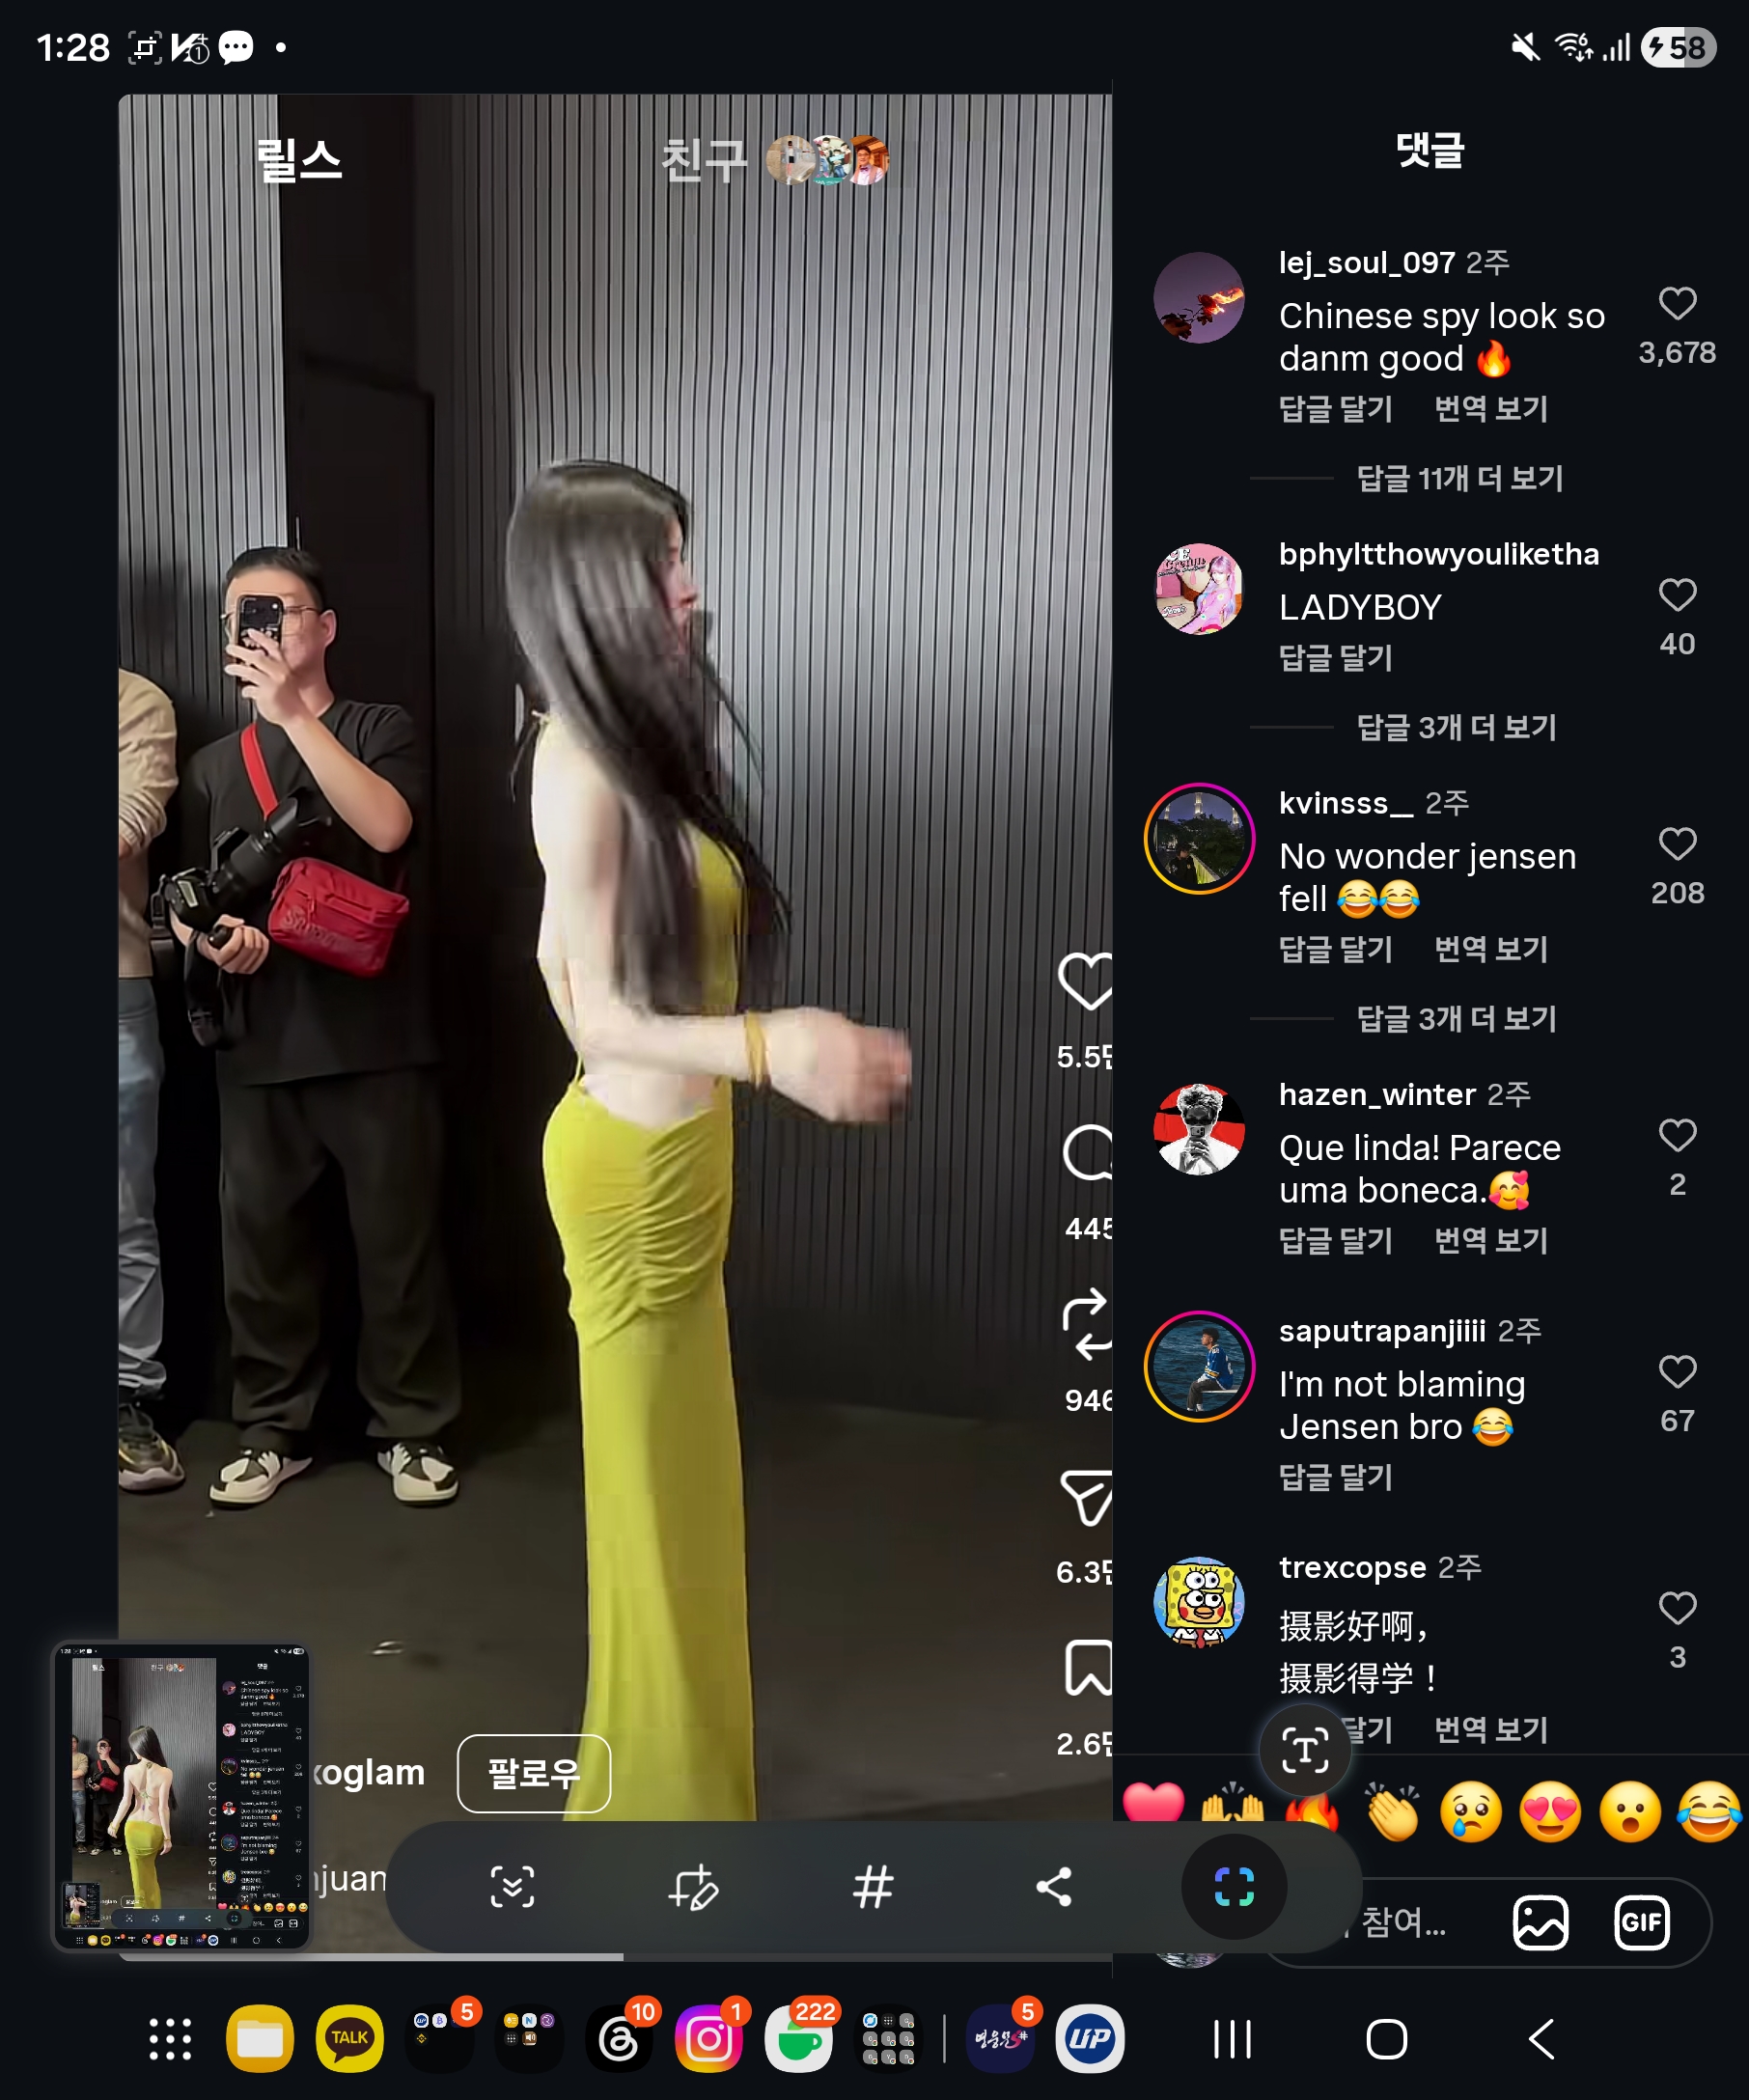 1:28
58
릴스
친구
댓글
lej_soul_097 2주
Chinese spy look so
danm good 🔥
3,678
답글 달기 번역 보기
답글 11개 더 보기
bphyltthowyouliketha
LADYBOY
40
답글 달기
답글 3개 더 보기
kvinsss__ 2주
No wonder jensen
fell 😂😂
208
답글 달기 번역 보기
답글 3개 더 보기
hazen_winter 2주
Que linda! Parece
uma boneca.🥰
2
답글 달기 번역 보기
saputrapanjiiii 2주
I'm not blaming
Jensen bro 😂
67
답글 달기
trexcopse 2주
摄影好啊，
摄影得学！
3
달기 번역 보기
5.5만
445
946
6.3만
2.6만
koglam
팔로우
juan
참여...
GIF
TALK
5
10
1
222
5
UP